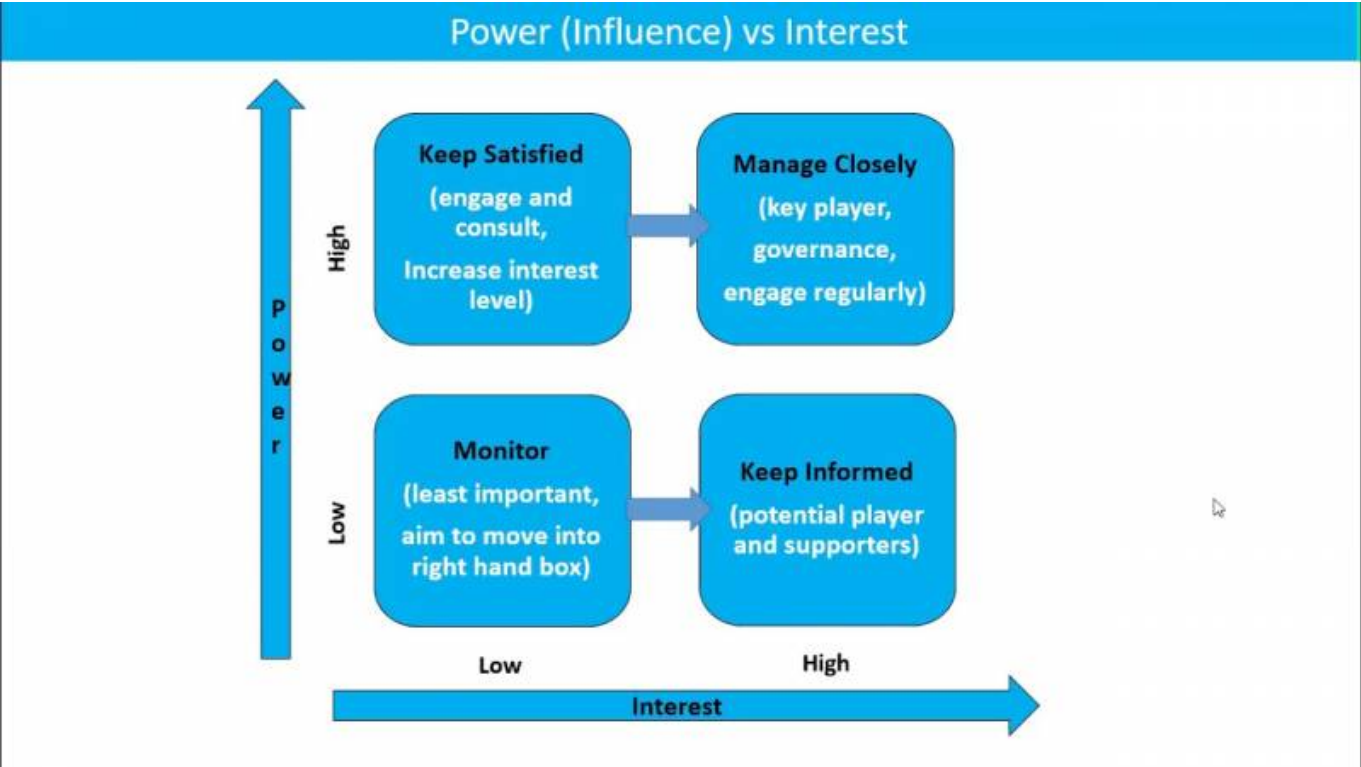 Power (Influence) vs Interest
Keep Satisfied
(engage and
consult,
Increase interest
level)
Manage Closely
(key player,
governance,
engage regularly)
High
Power
Monitor
(least important,
aim to move into
right hand box)
Keep Informed
(potential player
and supporters)
Low
Low
High
Interest